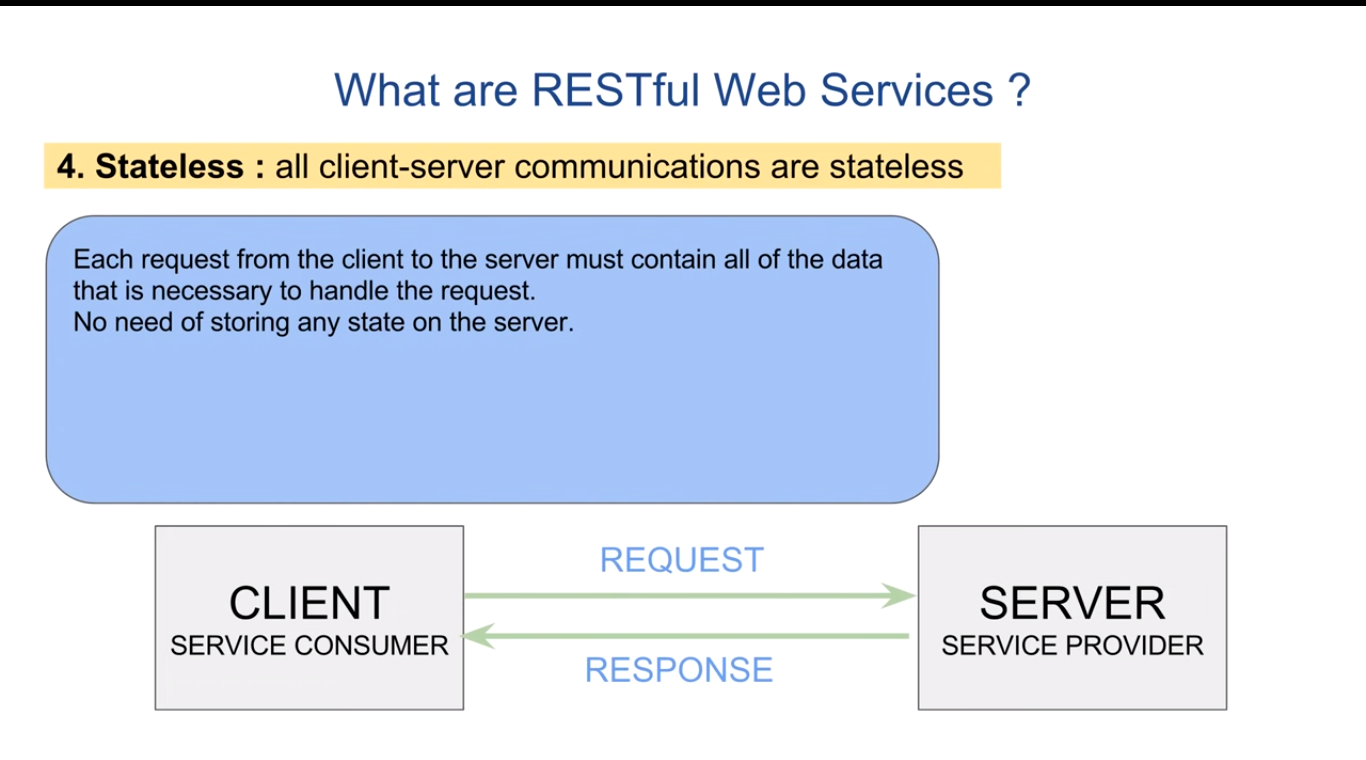 What are RESTful Web Services ?
4. Stateless : all client-server communications are stateless
Each request from the client to the server must contain all of the data
that is necessary to handle the request.
No need of storing any state on the server.
REQUEST
CLIENT
SERVICE CONSUMER
SERVER
SERVICE PROVIDER
RESPONSE